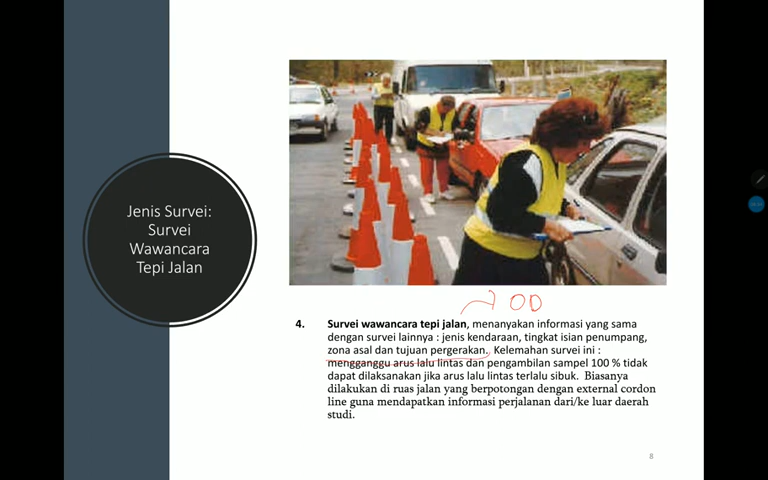 Jenis Survei:
Survei
Wawancara
Tepi Jalan
OD
4. Survei wawancara tepi jalan, menanyakan informasi yang sama
dengan survei lainnya : jenis kendaraan, tingkat isian penumpang,
zona asal dan tujuan pergerakan. Kelemahan survei ini :
mengganggu arus lalu lintas dan pengambilan sampel 100 % tidak
dapat dilaksanakan jika arus lalu lintas terlalu sibuk. Biasanya
dilakukan di ruas jalan yang berpotongan dengan external cordon
line guna mendapatkan informasi perjalanan dari/ke luar daerah
studi.
8